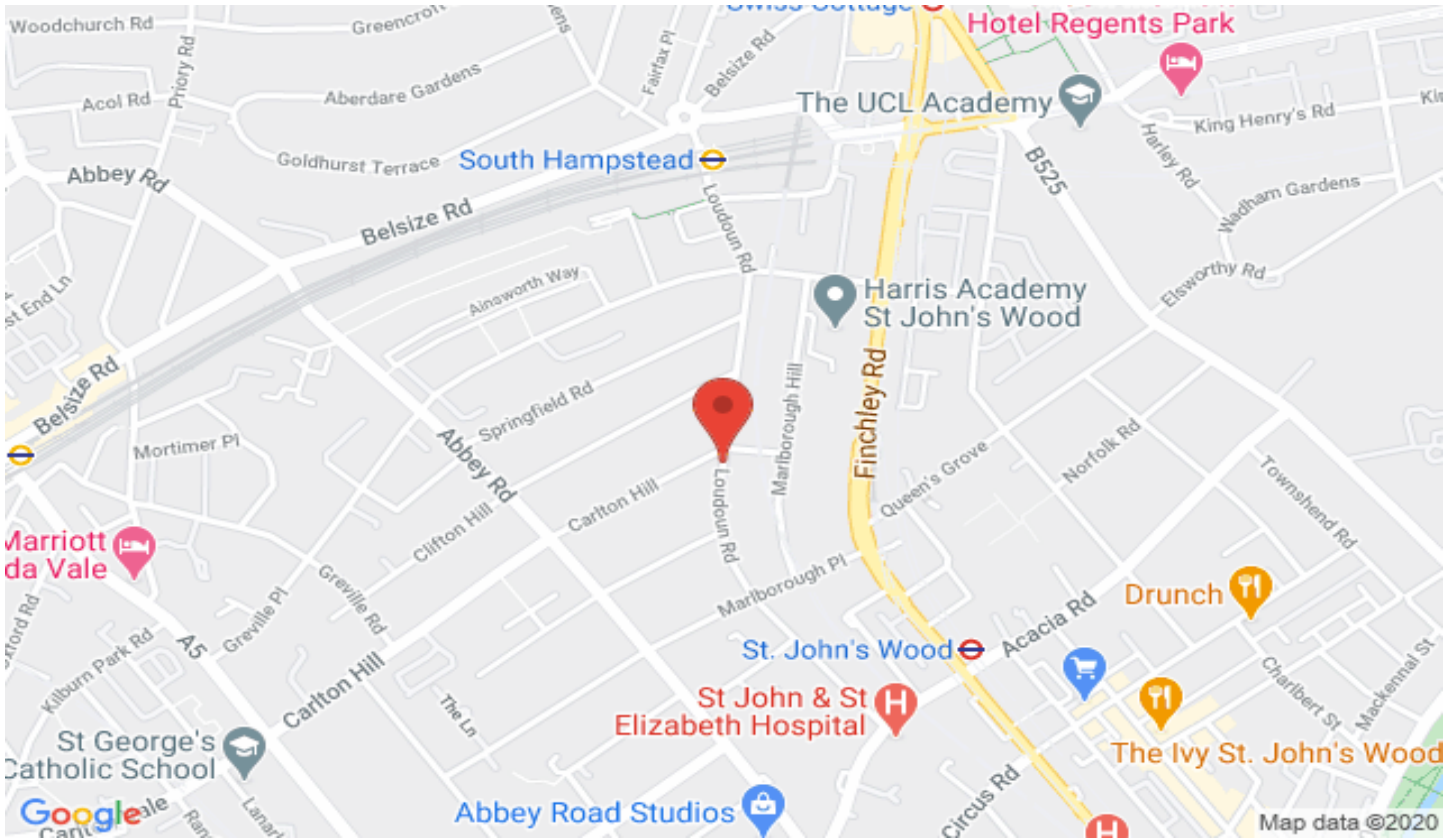 Woodchurch Rd
Greencroft
Swiss Cottage
Hotel Regents Park
Priory Rd
Fairfax Pl
Belsize Rd
Acol Rd
Aberdare Gardens
The UCL Academy
King Henry's Rd
Goldhurst Terrace
South Hampstead
Harley Rd
B525
Abbey Rd
Belsize Rd
Loudoun Rd
Wadham Gardens
Ainsworth Way
Elsworthy Rd
st End Ln
Harris Academy
St John's Wood
Belsize Rd
Springfield Rd
Finchley Rd
Marlborough Hill
Mortimer Pl
Abbey Rd
Queen's Grove
Norfolk Rd
Townshend Rd
Carlton Hill
Loudoun Rd
Clifton Hill
Marriott
da Vale
Greville Rd
Greville Pl
Marlborough Pl
Drunch
Acacia Rd
Kilburn Park Rd
A5
St. John's Wood
Carlton Hill
The Ln
St John & St
Elizabeth Hospital
Charlbert St
Mackennal St
St George's
Catholic School
The Ivy St. John's Wood
Circus Rd
Abbey Road Studios
Google
Map data ©2020